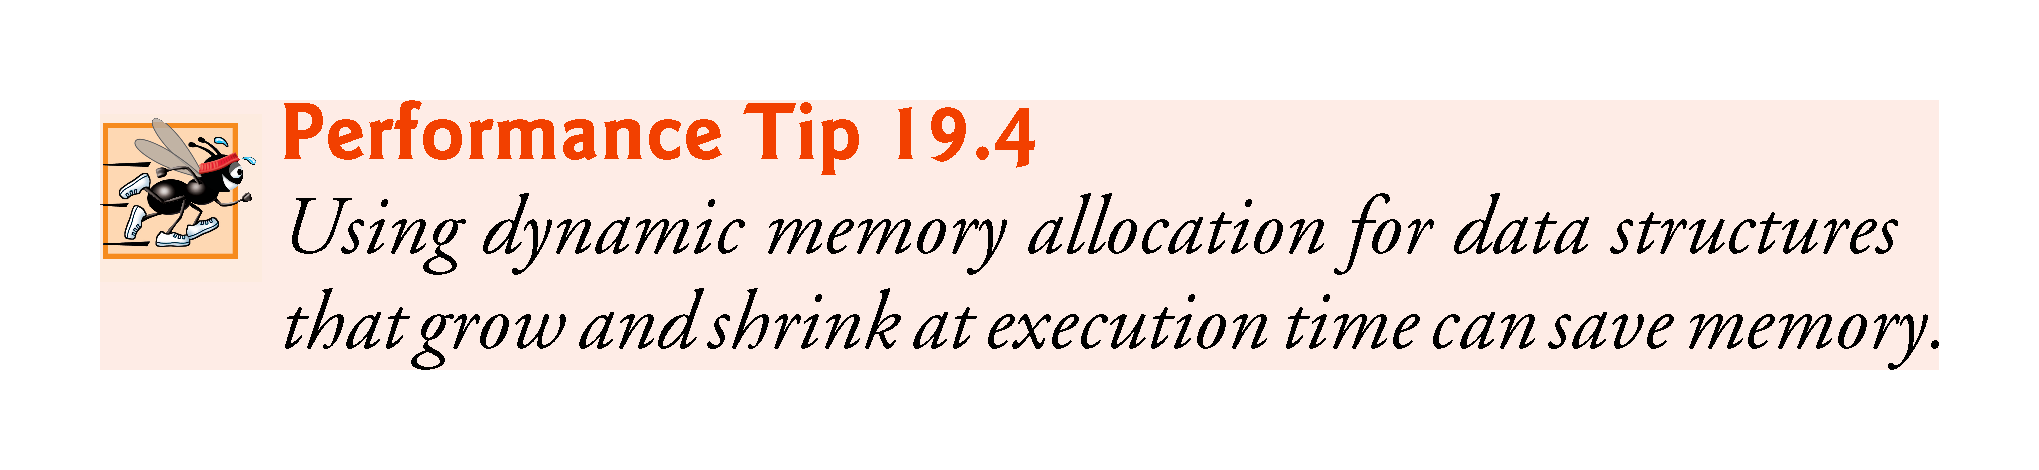 Performance Tip 19.4
Using dynamic memory allocation for data structures
that grow and shrink at execution time can save memory.